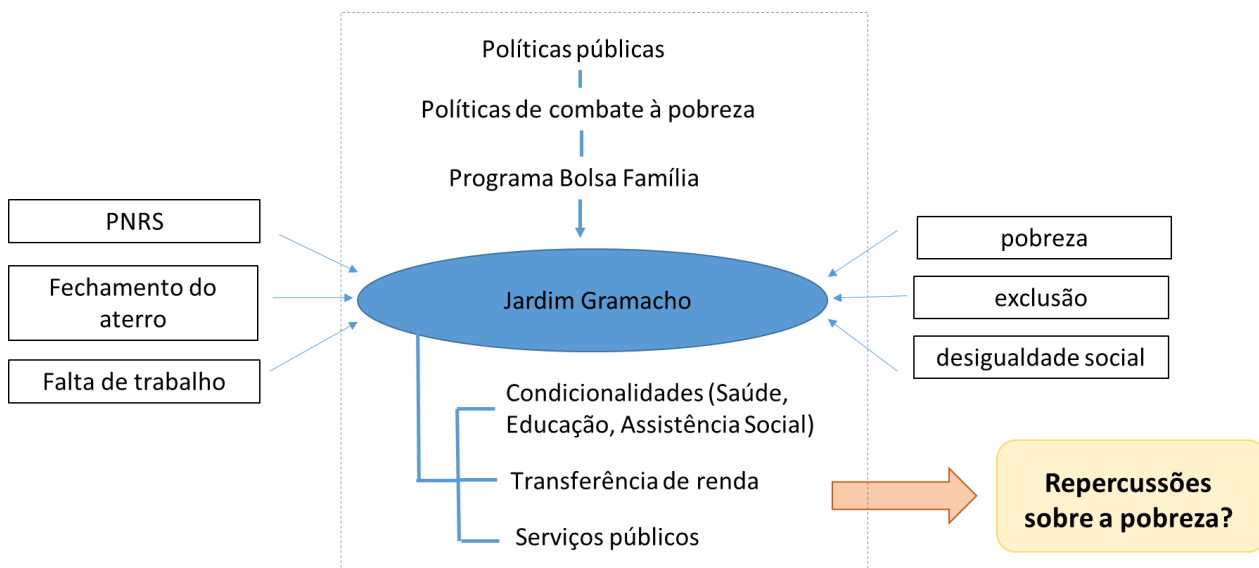 Políticas públicas
Políticas de combate à pobreza
Programa Bolsa Família
PNRS
Fechamento do
aterro
Falta de trabalho
Jardim Gramacho
pobreza
exclusão
desigualdade social
Condicionalidades (Saúde,
Educação, Assistência Social)
Transferência de renda
Serviços públicos
Repercussões
sobre a pobreza?